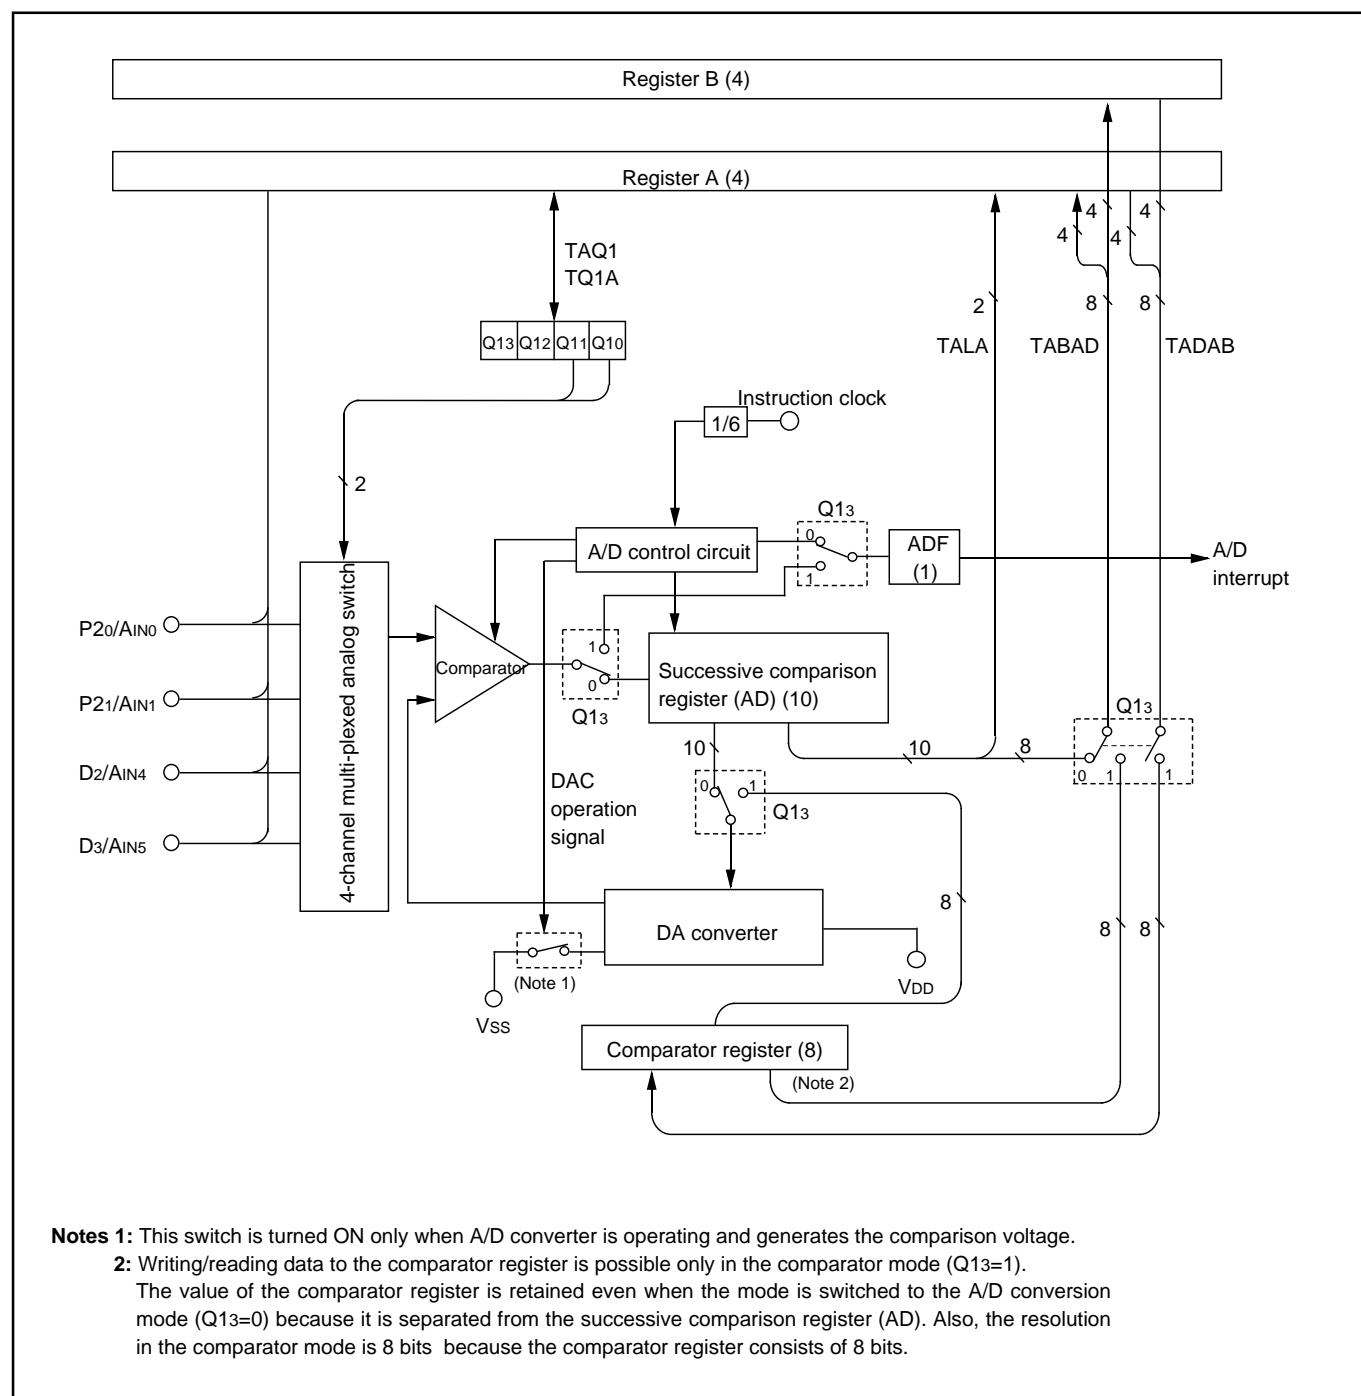 Register B (4)
Register A (4)
4
4
4
4
TAQ1
TQ1A
2
8
8
Q13
Q12
Q11
Q10
TALA
TABAD
TADAB
Instruction clock
1/6
2
Q13
0
1
A/D control circuit
ADF
(1)
A/D
interrupt
4-channel multi-plexed analog switch
P20/AIN0
P21/AIN1
D2/AIN4
D3/AIN5
Comparator
1
0
Q13
Successive comparison
register (AD) (10)
Q13
0
1
1
10
10
8
DAC
operation
signal
0
1
Q13
8
8
8
DA converter
(Note 1)
VSS
VDD
Comparator register (8)
(Note 2)
Notes 1: This switch is turned ON only when A/D converter is operating and generates the comparison voltage.
2: Writing/reading data to the comparator register is possible only in the comparator mode (Q13=1).
The value of the comparator register is retained even when the mode is switched to the A/D conversion
mode (Q13=0) because it is separated from the successive comparison register (AD). Also, the resolution
in the comparator mode is 8 bits because the comparator register consists of 8 bits.